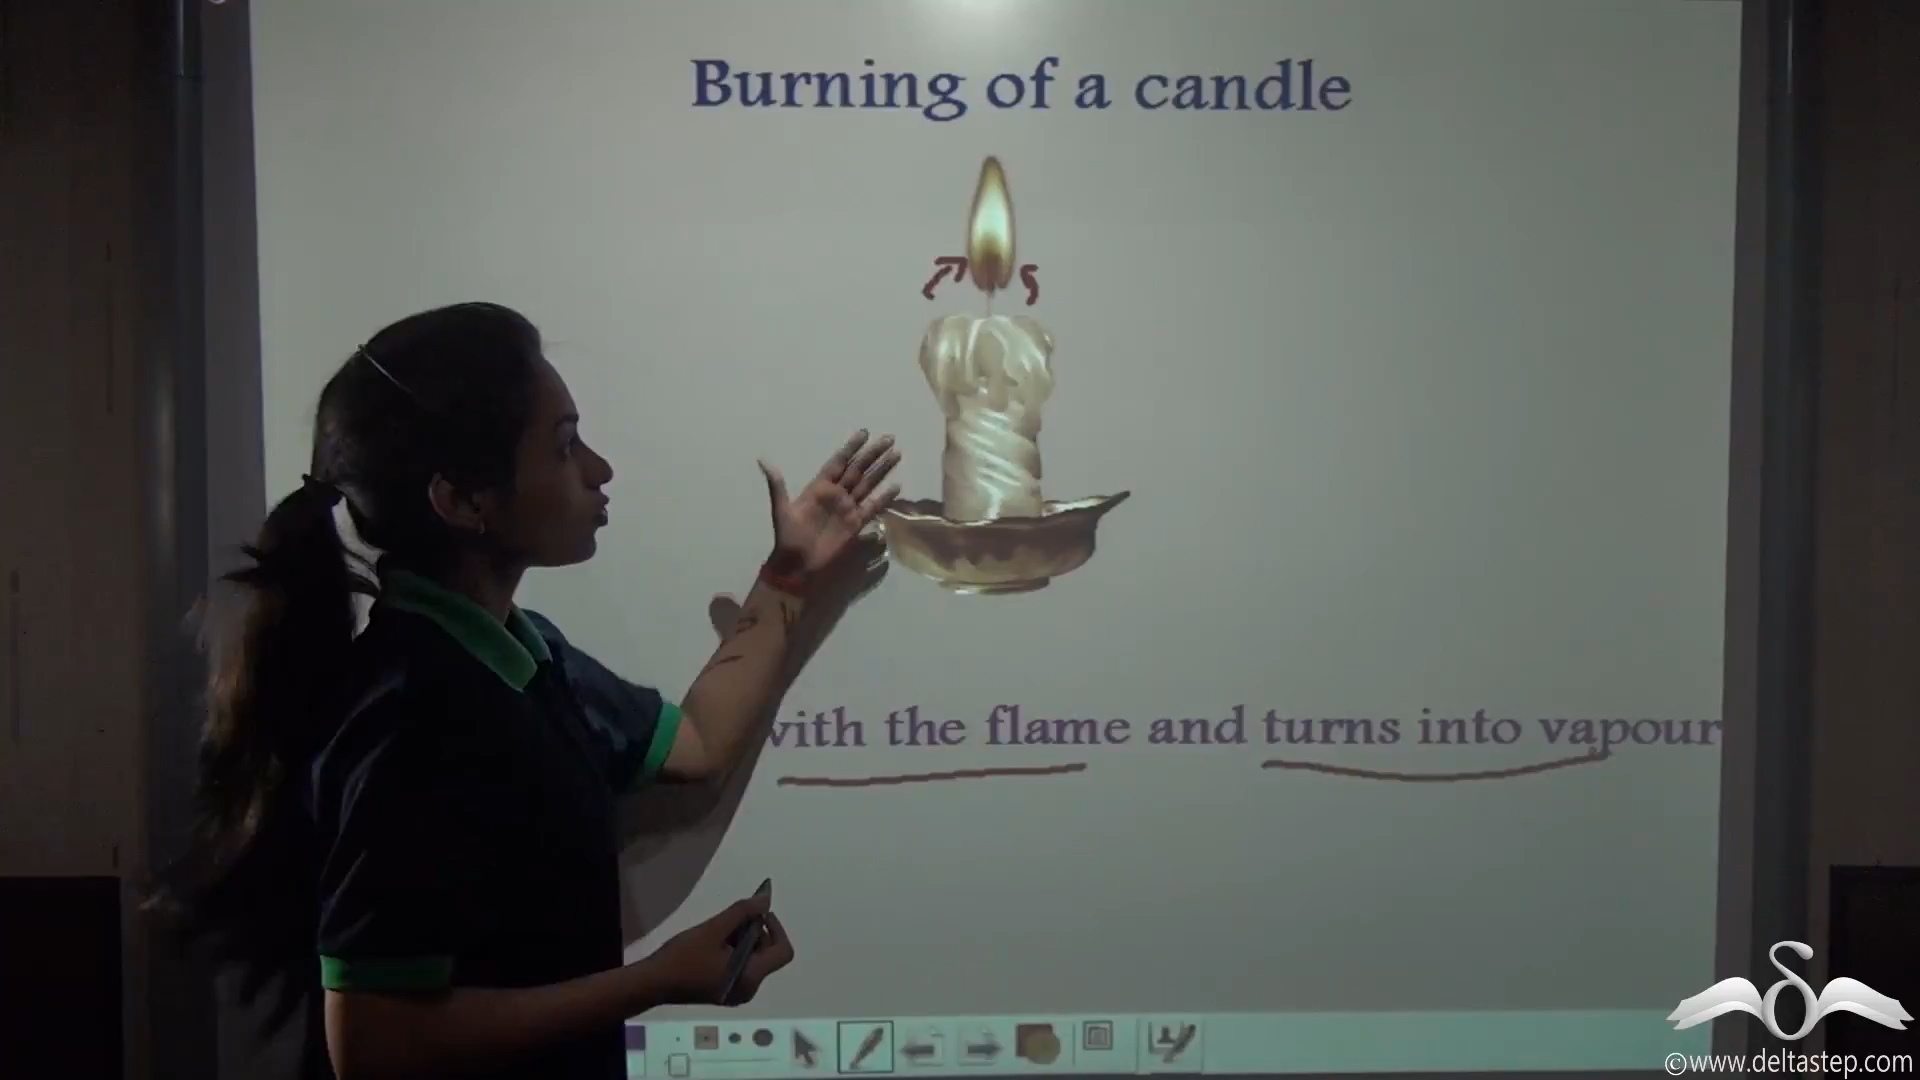 Burning of a candle
with the flame and turns into vapour
©www.deltastep.com